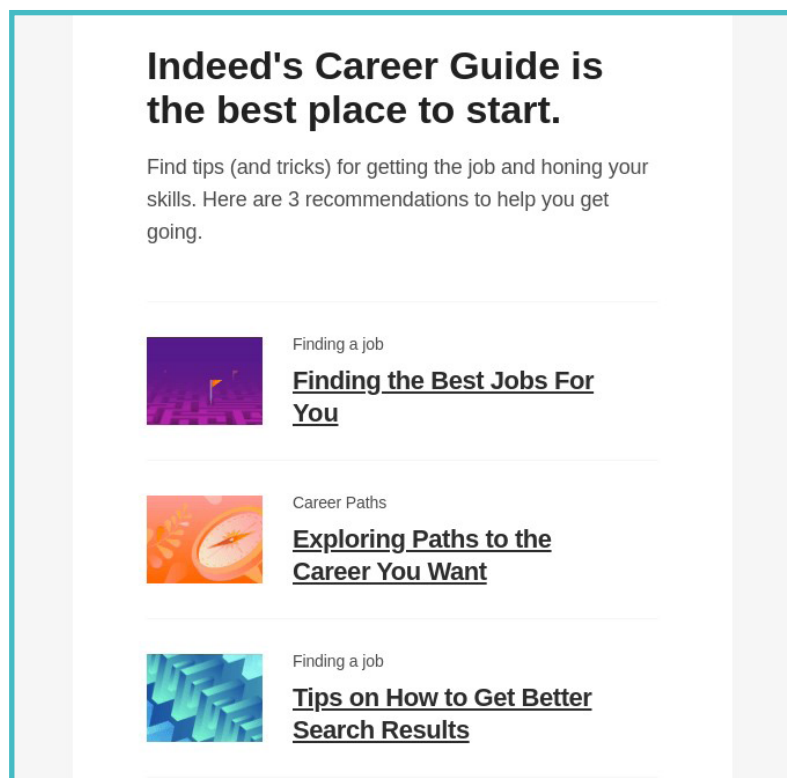 Indeed's Career Guide is
the best place to start.
Find tips (and tricks) for getting the job and honing your
skills. Here are 3 recommendations to help you get
going.
Finding a job
Finding the Best Jobs For
You
Career Paths
Exploring Paths to the
Career You Want
Finding a job
Tips on How to Get Better
Search Results